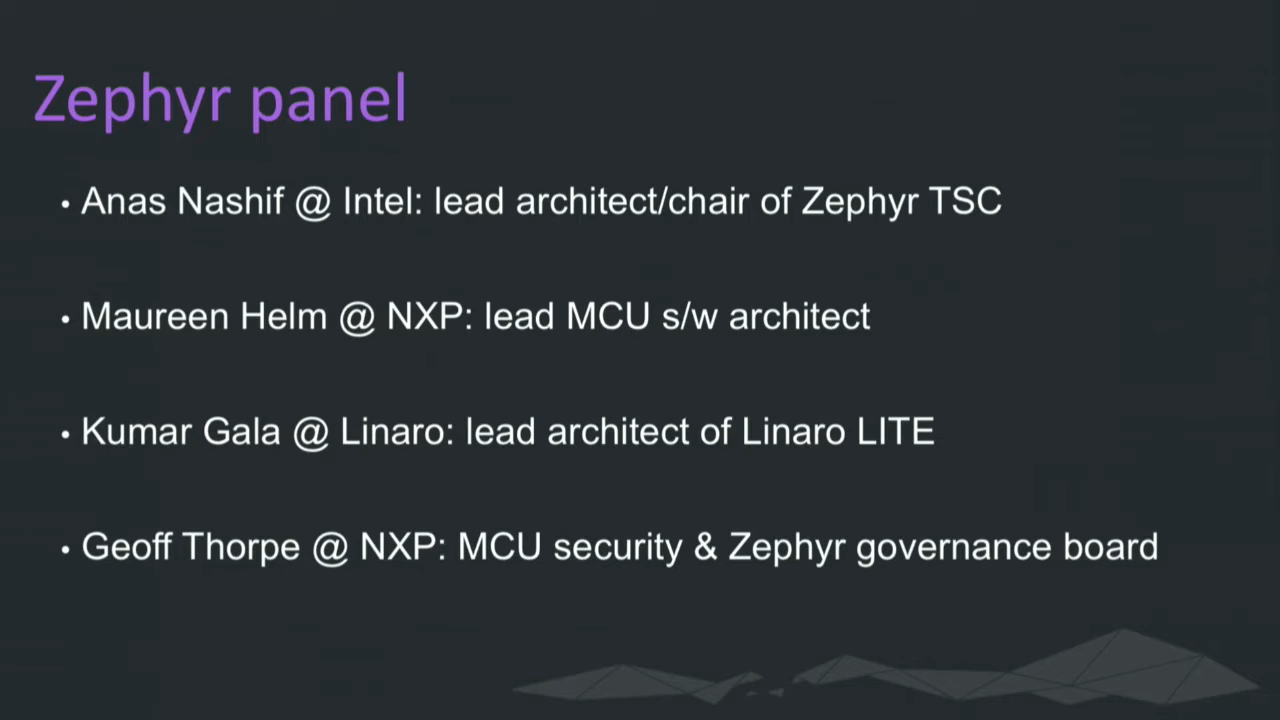 Zephyr panel
• Anas Nashif @ Intel: lead architect/chair of Zephyr TSC
• Maureen Helm @ NXP: lead MCU s/w architect
• Kumar Gala @ Linaro: lead architect of Linaro LITE
• Geoff Thorpe @ NXP: MCU security & Zephyr governance board